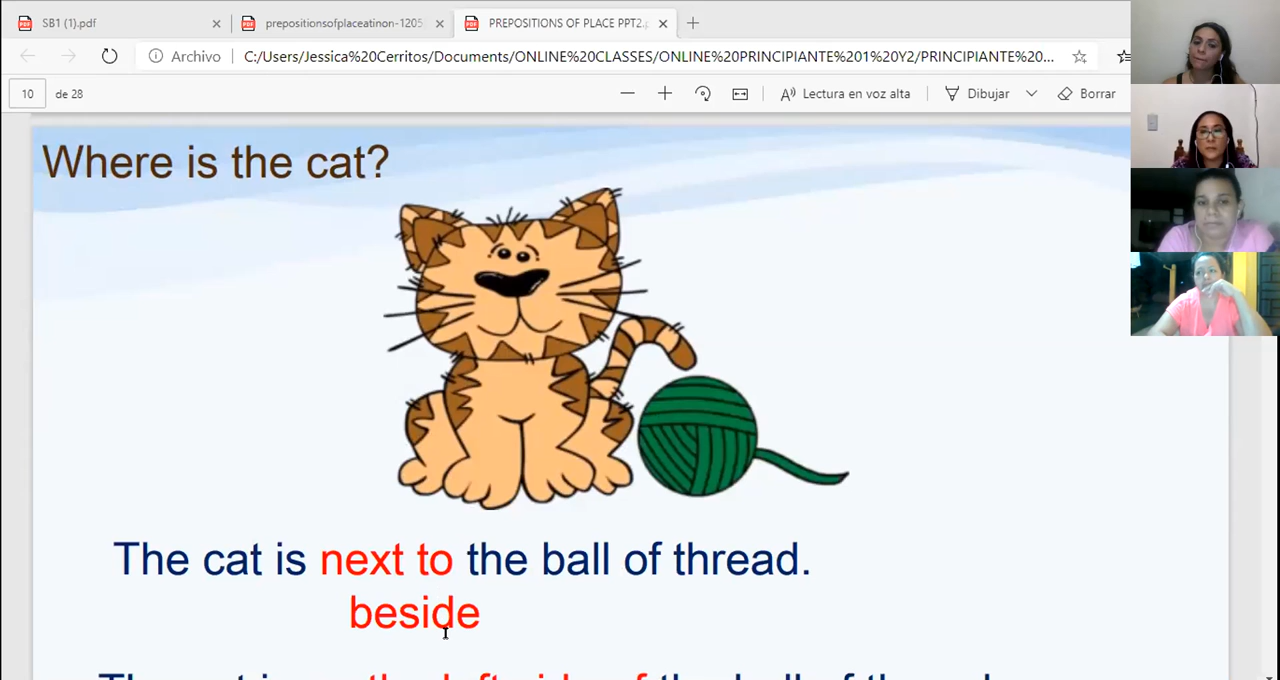 SB1 (1).pdf
prepositionsofplaceatinon-1205
PREPOSITIONS OF PLACE PPT2.p
Archivo
C:/Users/Jessica%20Cerritos/Documents/ONLINE%20CLASSES/ONLINE%20PRINCIPIANTE%201%20Y2/PRINCIPIANTE%20...
10 de 28
Lectura en voz alta
Dibujar
Borrar
Where is the cat?
The cat is next to the ball of thread.
beside